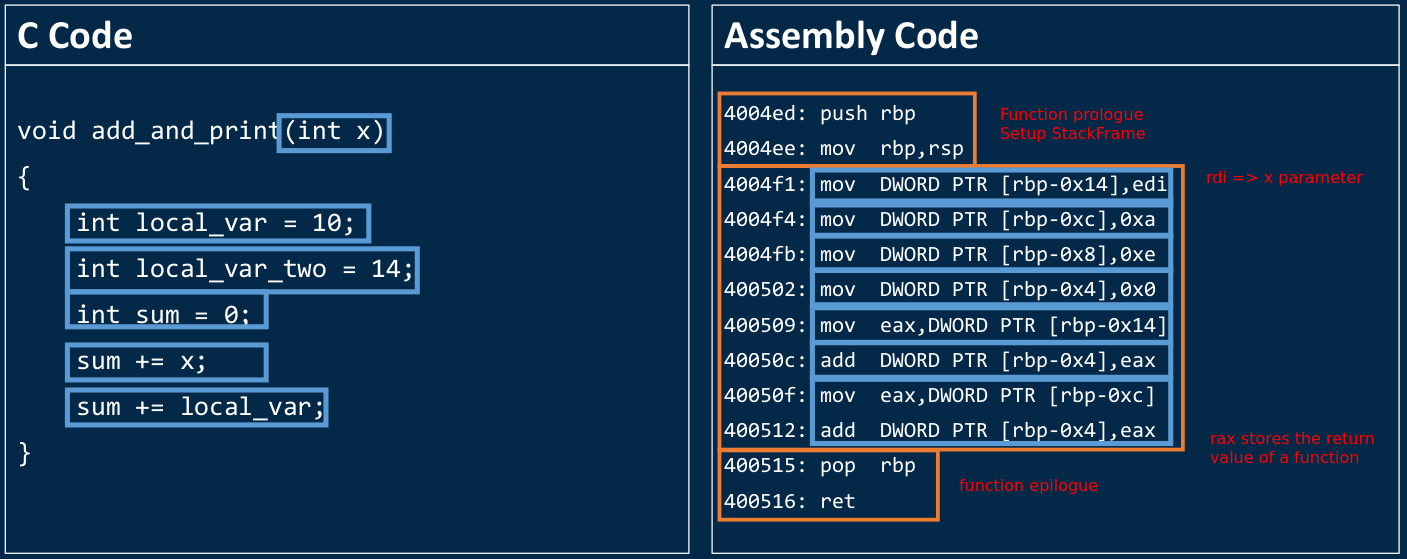 C Code
void add_and_print(int x)
{
int local_var = 10;
int local_var_two = 14;
int sum = 0;
sum += x;
sum += local_var;
}
Assembly Code
4004ed: push rbp
4004ee: mov rbp,rsp
Function prologue
Setup StackFrame
4004f1: mov DWORD PTR [rbp-0x14],edi
rdi => x parameter
4004f4: mov DWORD PTR [rbp-0xc],0xa
4004fb: mov DWORD PTR [rbp-0x8],0xe
400502: mov DWORD PTR [rbp-0x4],0x0
400509: mov eax,DWORD PTR [rbp-0x14]
40050c: add DWORD PTR [rbp-0x4],eax
40050f: mov eax,DWORD PTR [rbp-0xc]
400512: add DWORD PTR [rbp-0x4],eax
rax stores the return
value of a function
400515: pop rbp
400516: ret
function epilogue